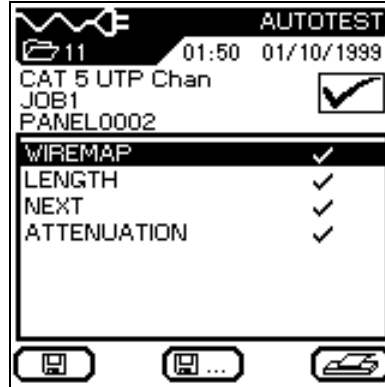 AUTOTEST
11 01:50 01/10/1999
CAT 5 UTP Chan
JOB1
PANEL0002
WIREMAP
LENGTH
NEXT
ATTENUATION
...